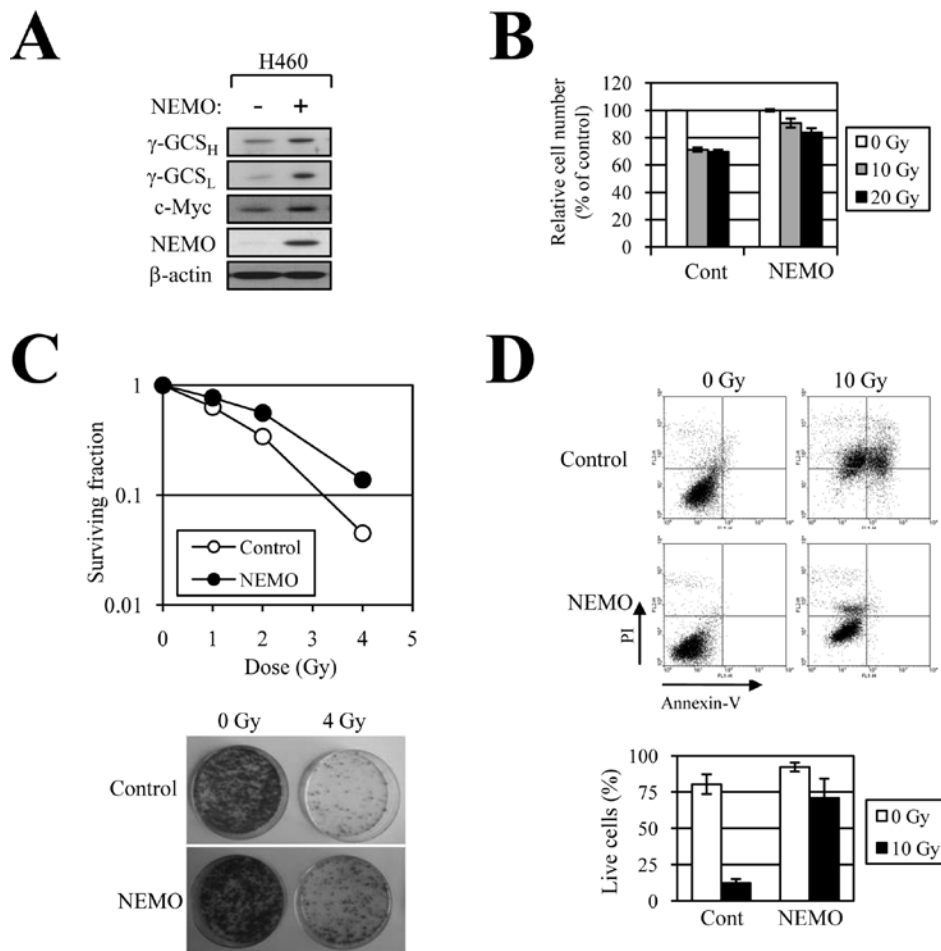 A
H460
NEMO: - +
γ-GCSH
γ-GCSL
c-Myc
NEMO
β-actin
B
Relative cell number
(% of control)
120
100
80
60
40
20
0
Cont NEMO
0 Gy
10 Gy
20 Gy
C
Surviving fraction
1
0.1
0.01
Control
NEMO
0 1 2 3 4 5
Dose (Gy)
0 Gy 4 Gy
Control
NEMO
D
0 Gy 10 Gy
Control
NEMO
PI
Annexin-V
Live cells (%)
100
75
50
25
0
Cont NEMO
0 Gy
10 Gy